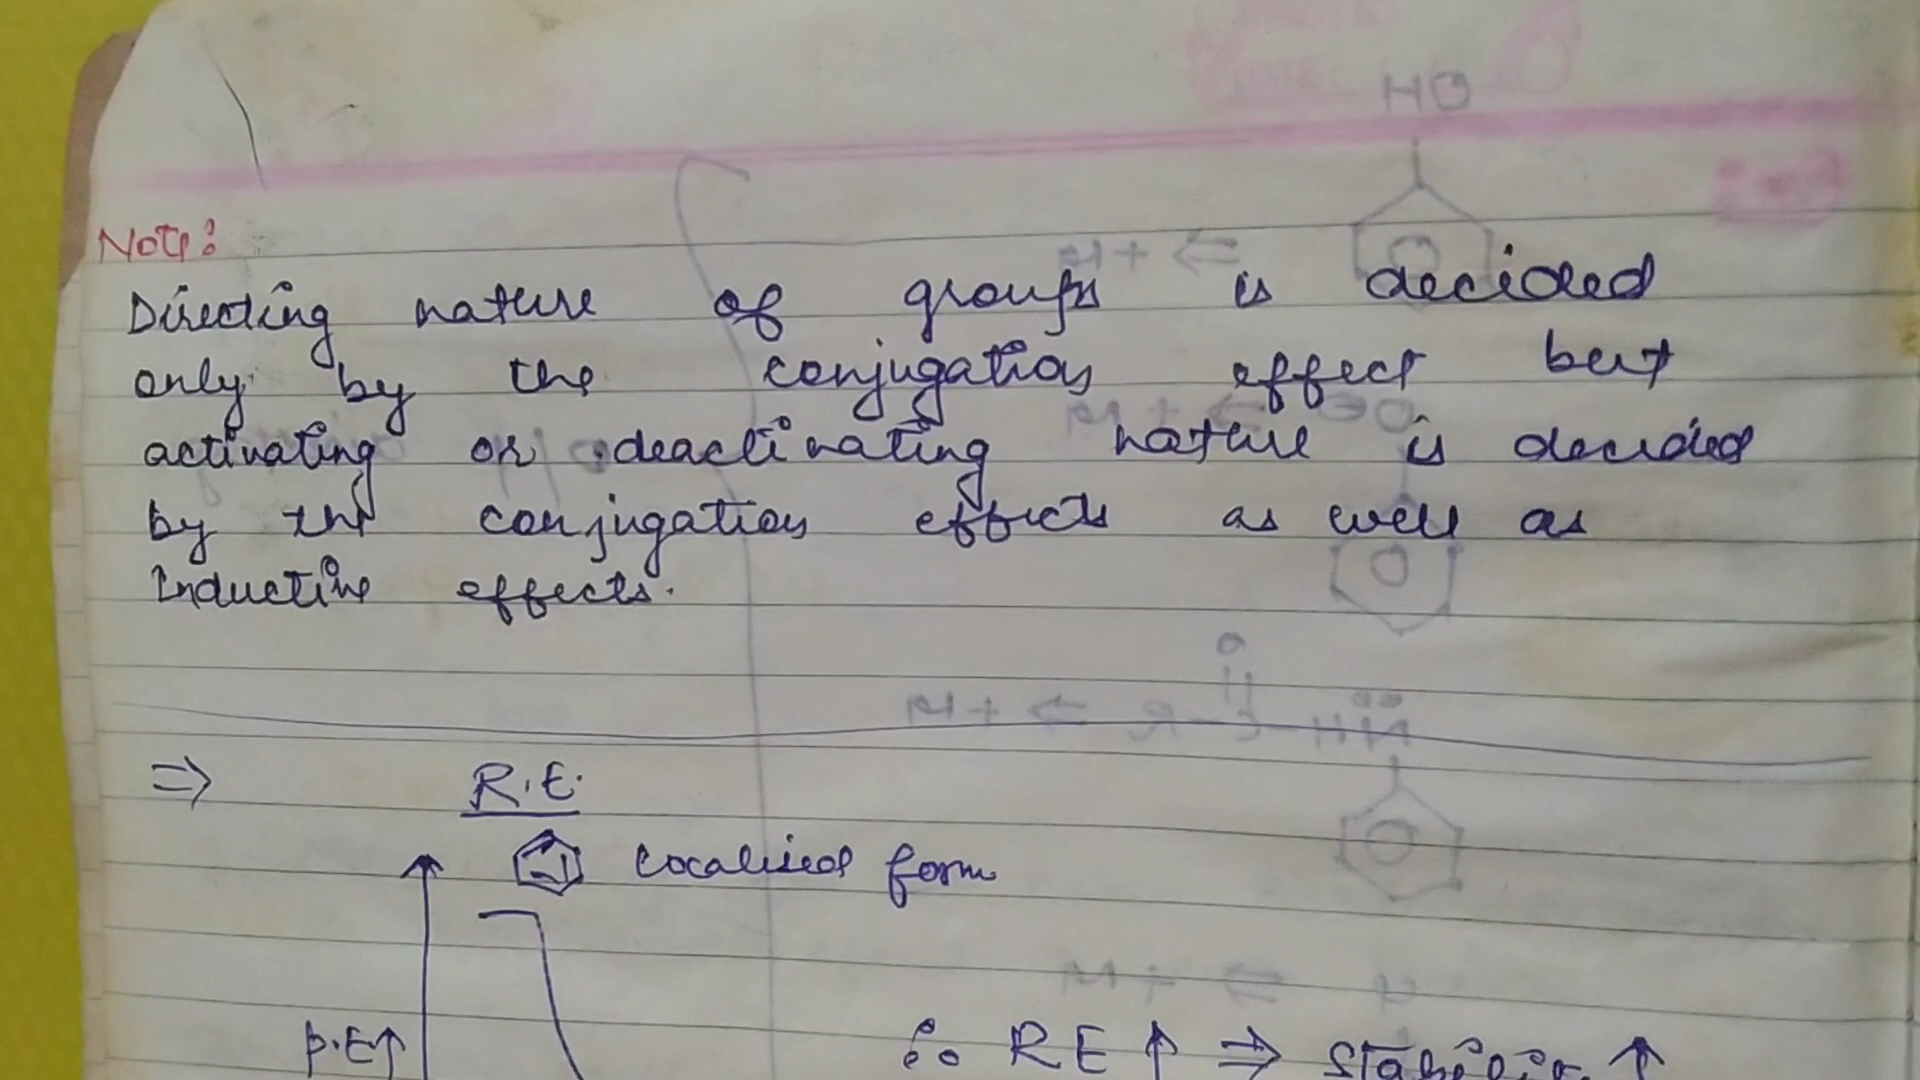 Note:
Directing nature of groups is decided
only by the conjugation effect but
activating or deactivating nature is decided
by the conjugation effects as well as
Inductive effects.
⇒ R.E.
Localised form
P.E↑
∴ RE ↑ ⇒ Stability ↑